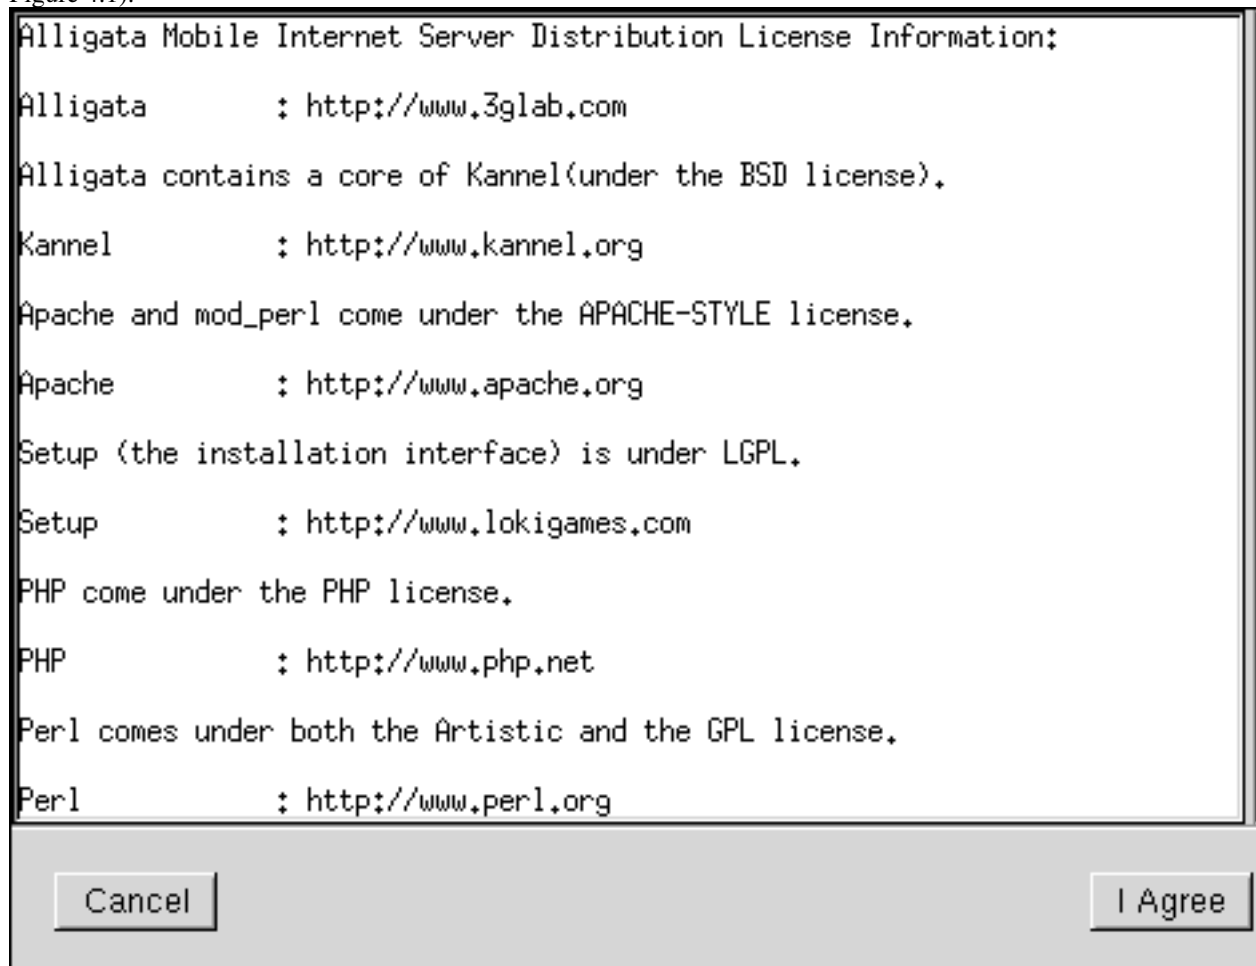 Figure 4.1).
Alligata Mobile Internet Server Distribution License Information:
Alligata : http://www.3glab.com
Alligata contains a core of Kannel(under the BSD license).
Kannel : http://www.kannel.org
Apache and mod_perl come under the APACHE-STYLE license.
Apache : http://www.apache.org
Setup (the installation interface) is under LGPL.
Setup : http://www.lokigames.com
PHP come under the PHP license.
PHP : http://www.php.net
Perl comes under both the Artistic and the GPL license.
Perl : http://www.perl.org
Cancel
I Agree